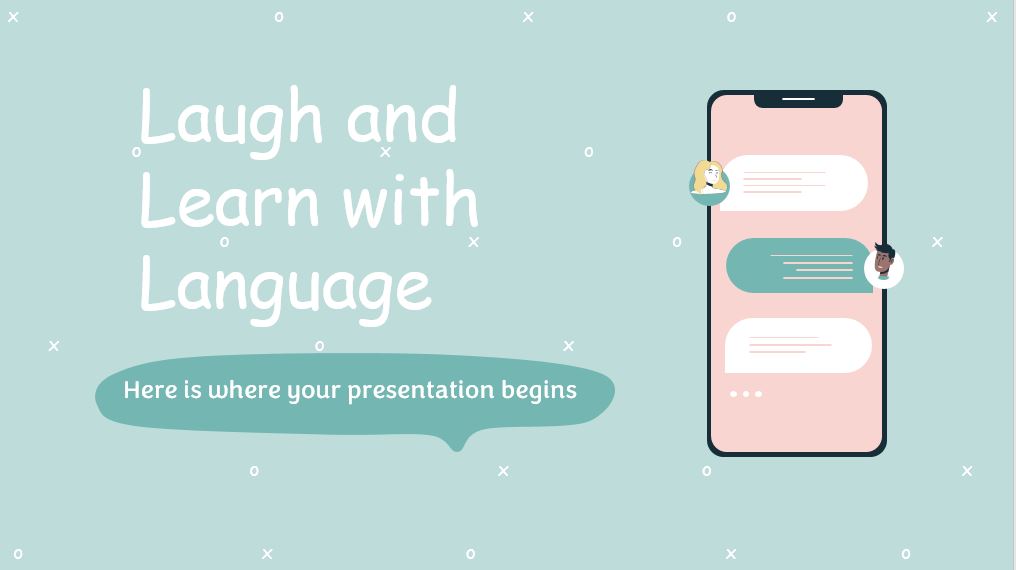 Laugh and
Learn with
Language
Here is where your presentation begins